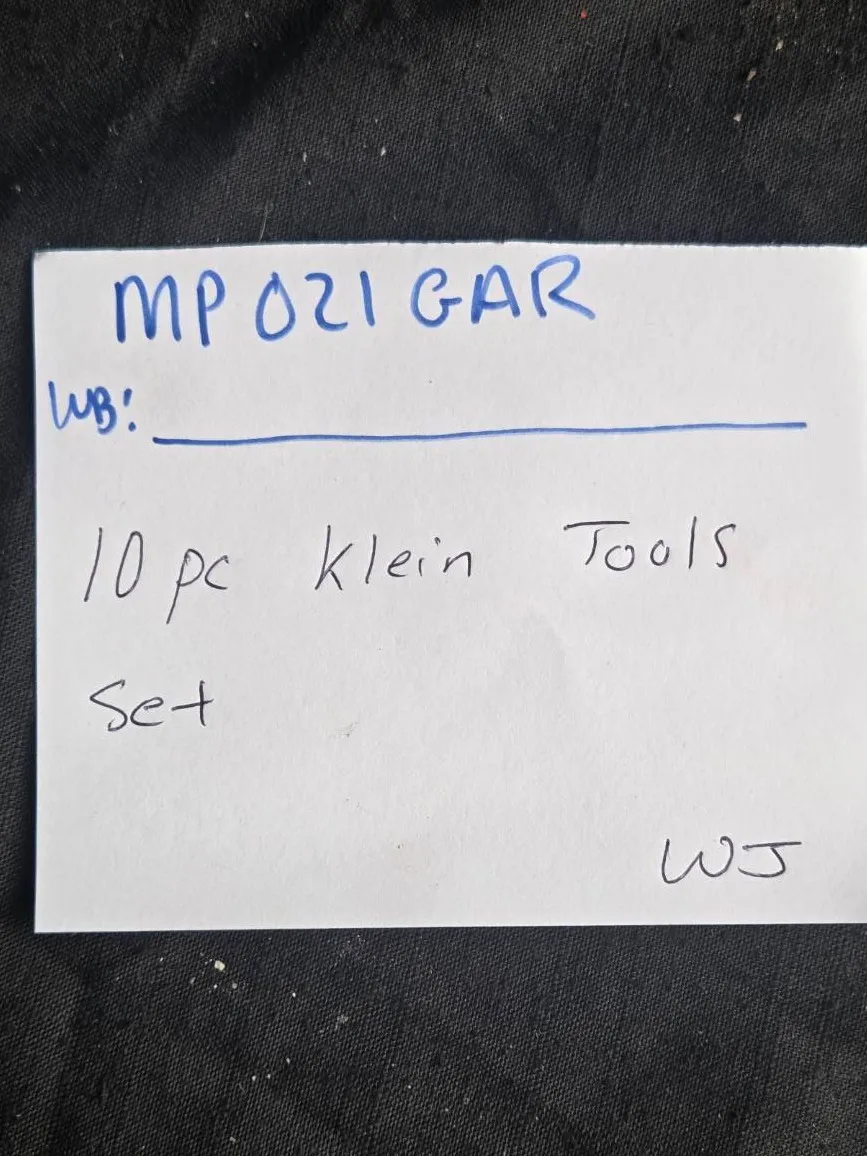 MP021GAR
WB:
10 pc Klein Tools
Set
WJ